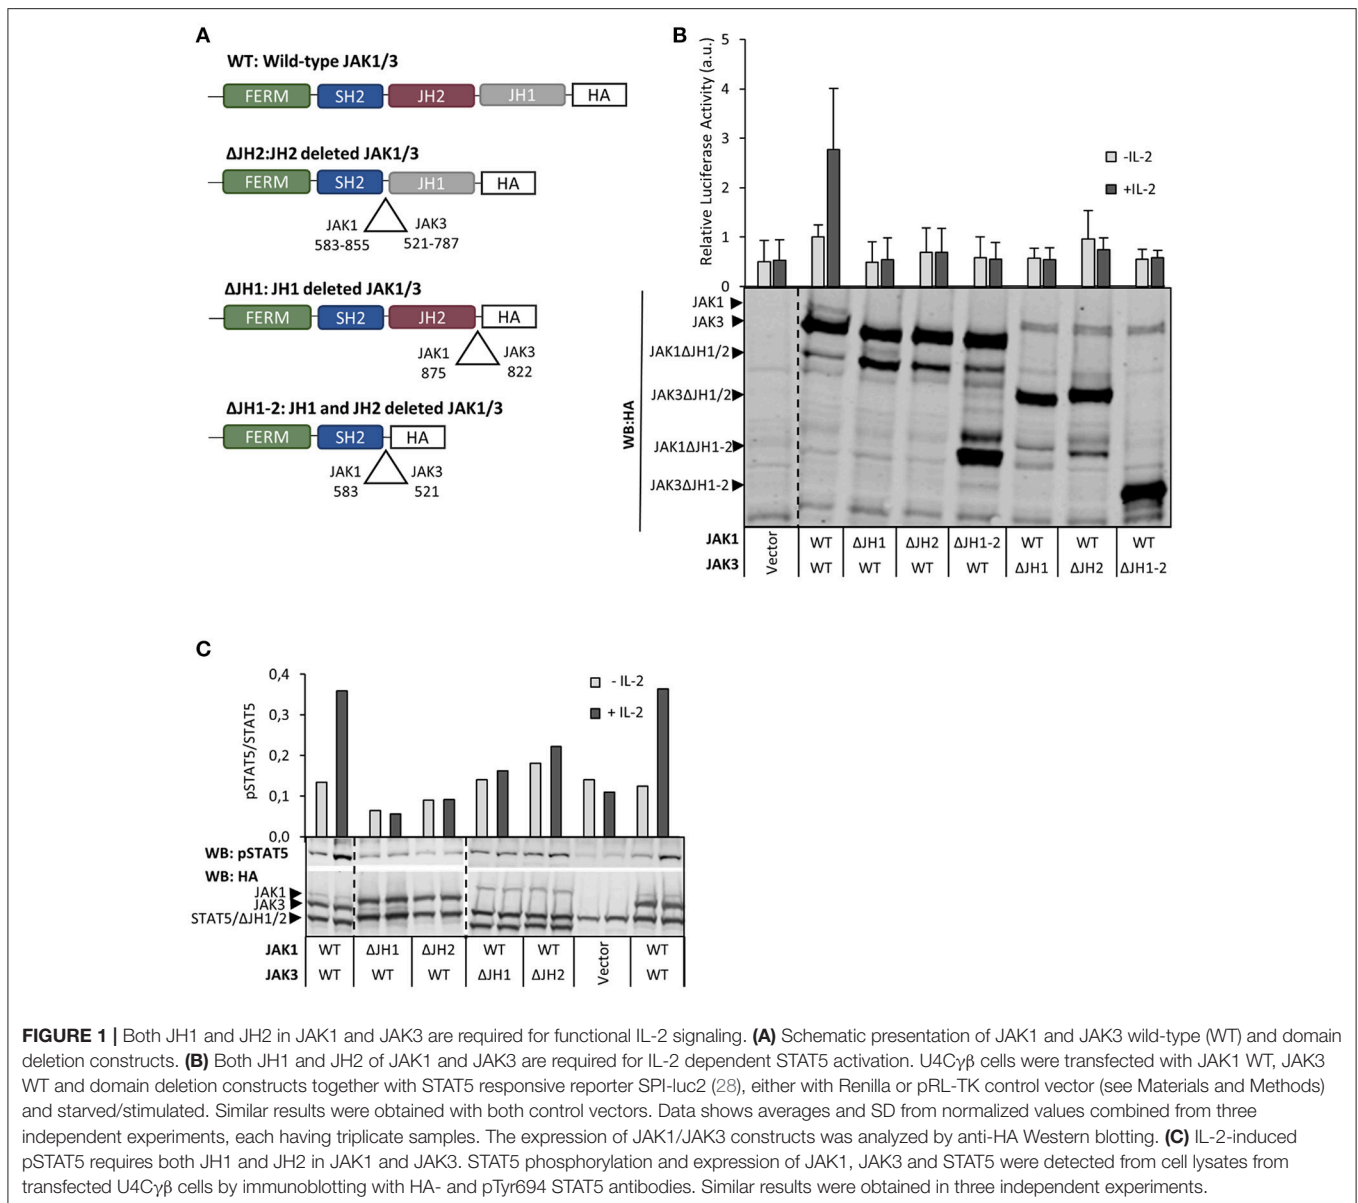 A
WT: Wild-type JAK1/3
FERM SH2 JH2 JH1 HA
ΔJH2:JH2 deleted JAK1/3
FERM SH2 JH1 HA
JAK1 JAK3
583-855 521-787
ΔJH1: JH1 deleted JAK1/3
FERM SH2 JH2 HA
JAK1 JAK3
875 822
ΔJH1-2: JH1 and JH2 deleted JAK1/3
FERM SH2 HA
JAK1 JAK3
583 521
B
Relative Luciferase Activity (a.u.)
5
4
3
2
1
0
-IL-2
+IL-2
WB:HA
JAK1
JAK3
JAK1ΔJH1/2
JAK3ΔJH1/2
JAK1ΔJH1-2
JAK3ΔJH1-2
JAK1 Vector WT ΔJH1 ΔJH2 ΔJH1-2 WT WT WT
JAK3 WT WT WT WT ΔJH1 ΔJH2 ΔJH1-2
C
pSTAT5/STAT5
0,4
0,3
0,2
0,1
0,0
- IL-2
+ IL-2
WB: pSTAT5
WB: HA
JAK1
JAK3
STAT5/ΔJH1/2
JAK1 WT ΔJH1 ΔJH2 WT WT Vector WT
JAK3 WT WT WT ΔJH1 ΔJH2 WT
FIGURE 1 | Both JH1 and JH2 in JAK1 and JAK3 are required for functional IL-2 signaling. (A) Schematic presentation of JAK1 and JAK3 wild-type (WT) and domain
deletion constructs. (B) Both JH1 and JH2 of JAK1 and JAK3 are required for IL-2 dependent STAT5 activation. U4Cγβ cells were transfected with JAK1 WT, JAK3
WT and domain deletion constructs together with STAT5 responsive reporter SPI-luc2 (28), either with Renilla or pRL-TK control vector (see Materials and Methods)
and starved/stimulated. Similar results were obtained with both control vectors. Data shows averages and SD from normalized values combined from three
independent experiments, each having triplicate samples. The expression of JAK1/JAK3 constructs was analyzed by anti-HA Western blotting. (C) IL-2-induced
pSTAT5 requires both JH1 and JH2 in JAK1 and JAK3. STAT5 phosphorylation and expression of JAK1, JAK3 and STAT5 were detected from cell lysates from
transfected U4Cγβ cells by immunoblotting with HA- and pTyr694 STAT5 antibodies. Similar results were obtained in three independent experiments.